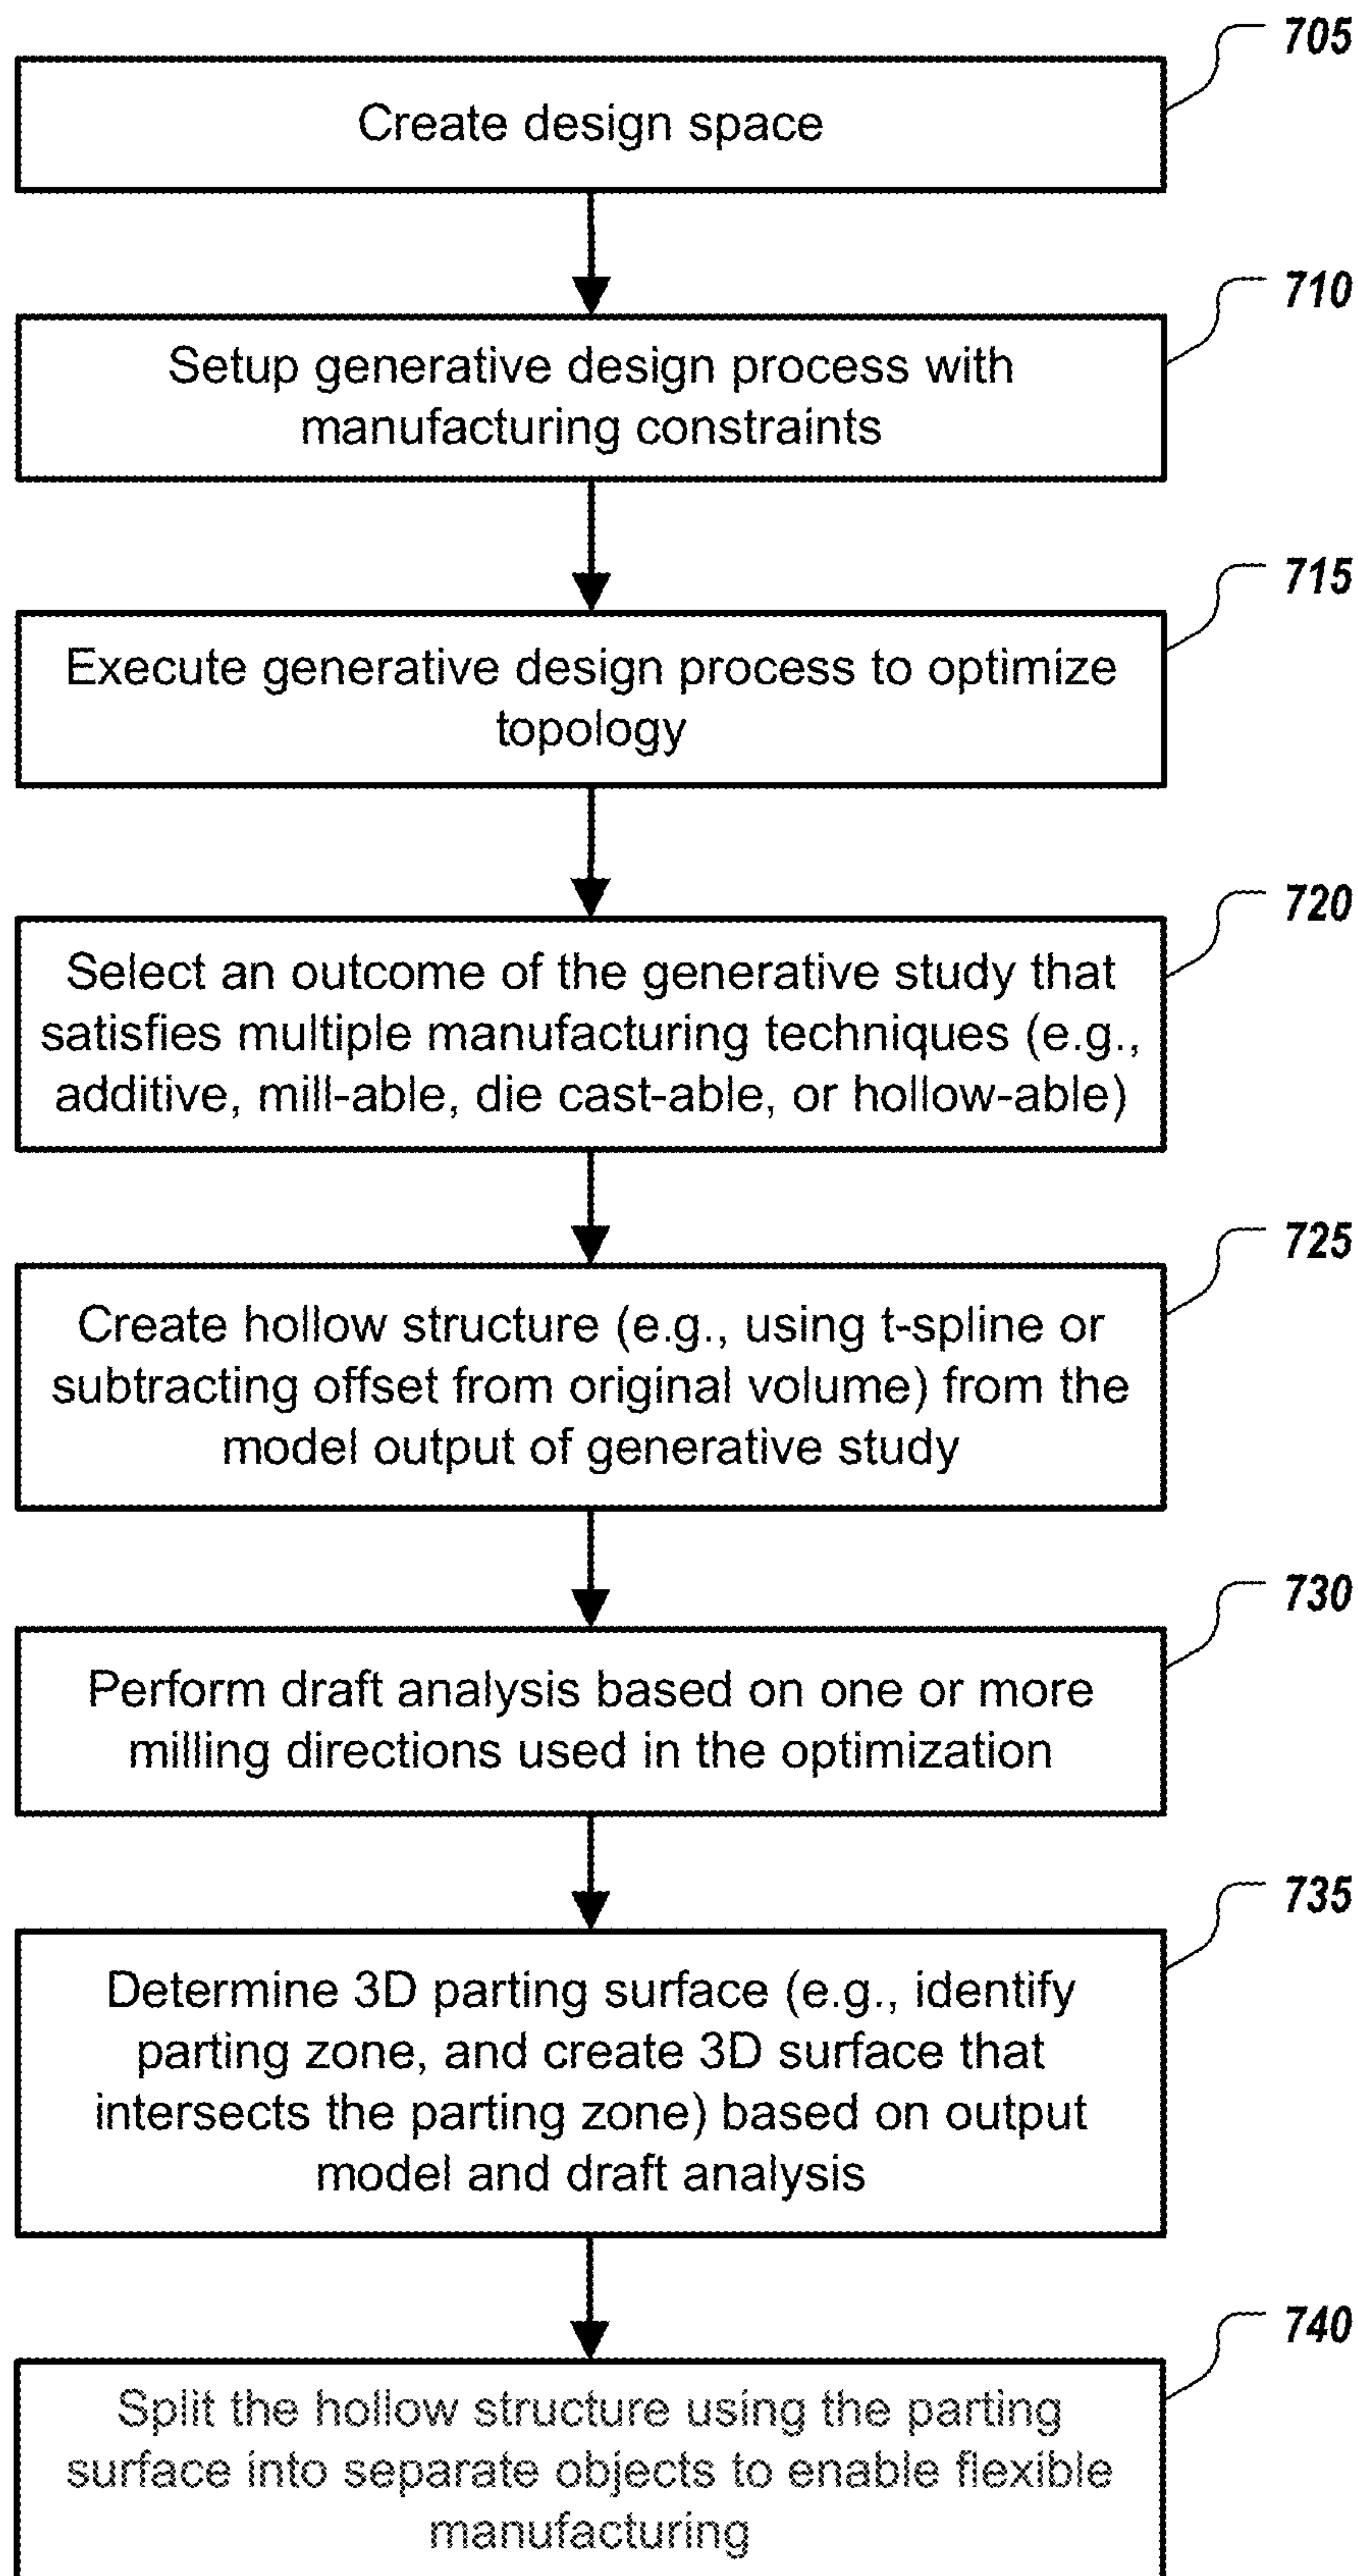 705
Create design space
710
Setup generative design process with
manufacturing constraints
715
Execute generative design process to optimize
topology
720
Select an outcome of the generative study that
satisfies multiple manufacturing techniques (e.g.,
additive, mill-able, die cast-able, or hollow-able)
725
Create hollow structure (e.g., using t-spline or
subtracting offset from original volume) from the
model output of generative study
730
Perform draft analysis based on one or more
milling directions used in the optimization
735
Determine 3D parting surface (e.g., identify
parting zone, and create 3D surface that
intersects the parting zone) based on output
model and draft analysis
740
Split the hollow structure using the parting
surface into separate objects to enable flexible
manufacturing